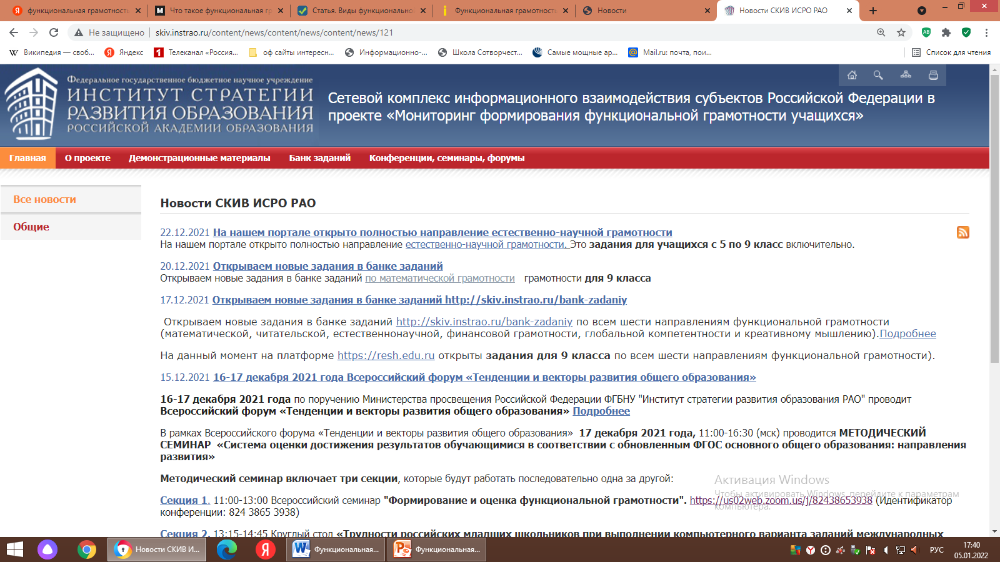 функциональная грамотность
Что такое функциональная гр
Статья. Виды функционально
Функциональная грамотность
Новости
Новости СКИВ ИСРО РАО
Не защищено
skiv.instrao.ru/content/news/content/news/content/news/121
Википедия — своб...
Яндекс
Телеканал «Россия...
оф сайты интересн...
Информационно-...
Школа Сотворчест...
Самые мощные ар...
Mail.ru: почта, пои...
Список для чтения
Федеральное государственное бюджетное научное учреждение
ИНСТИТУТ СТРАТЕГИИ
РАЗВИТИЯ ОБРАЗОВАНИЯ
РОССИЙСКОЙ АКАДЕМИИ ОБРАЗОВАНИЯ
Сетевой комплекс информационного взаимодействия субъектов Российской Федерации в
проекте «Мониторинг формирования функциональной грамотности учащихся»
Главная
О проекте
Демонстрационные материалы
Банк заданий
Конференции, семинары, форумы
Все новости
Общие
Новости СКИВ ИСРО РАО
22.12.2021 На нашем портале открыто полностью направление естественно-научной грамотности
На нашем портале открыто полностью направление естественно-научной грамотности. Это задания для учащихся с 5 по 9 класс включительно.
20.12.2021 Открываем новые задания в банке заданий
Открываем новые задания в банке заданий по математической грамотности грамотности для 9 класса
17.12.2021 Открываем новые задания в банке заданий http://skiv.instrao.ru/bank-zadaniy
Открываем новые задания в банке заданий http://skiv.instrao.ru/bank-zadaniy по всем шести направлениям функциональной грамотности
(математической, читательской, естественнонаучной, финансовой грамотности, глобальной компетентности и креативному мышлению).Подробнее
На данный момент на платформе https://resh.edu.ru открыты задания для 9 класса по всем шести направлениям функциональной грамотности).
15.12.2021 16-17 декабря 2021 года Всероссийский форум «Тенденции и векторы развития общего образования»
16-17 декабря 2021 года по поручению Министерства просвещения Российской Федерации ФГБНУ "Институт стратегии развития образования РАО" проводит
Всероссийский форум «Тенденции и векторы развития общего образования» Подробнее
В рамках Всероссийского форума «Тенденции и векторы развития общего образования» 17 декабря 2021 года, 11:00-16:30 (мск) проводится МЕТОДИЧЕСКИЙ
СЕМИНАР «Система оценки достижения результатов обучающимися в соответствии с обновленным ФГОС основного общего образования: направления
развития»
Методический семинар включает три секции, которые будут работать последовательно одна за другой:
Секция 1. 11:00-13:00 Всероссийский семинар "Формирование и оценка функциональной грамотности". https://us02web.zoom.us/j/82438653938 (Идентификатор
конференции: 824 3865 3938)
Секция 2. 13:15-14:45 Круглый стол «Трудности российских младших школьников при выполнении компьютерного варианта заданий международных
Активация Windows
Чтобы активировать Windows, перейдите к параметрам
компьютера.
Новости СКИВ И...
Функциональная...
Функциональная...
РУС
17:40
05.01.2022